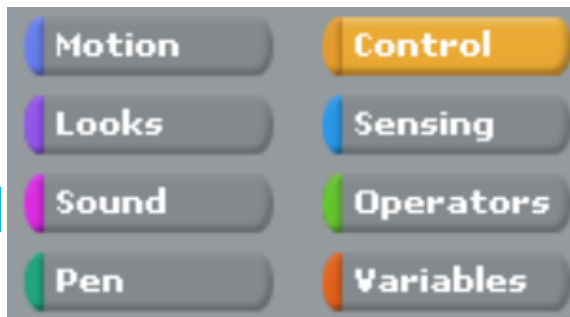 Motion Control
Looks Sensing
Sound Operators
Pen Variables